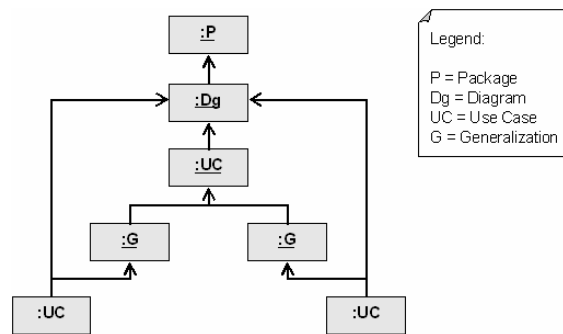 :P
Legend:
P = Package
Dg = Diagram
UC = Use Case
G = Generalization
:Dg
:UC
:G
:G
:UC
:UC